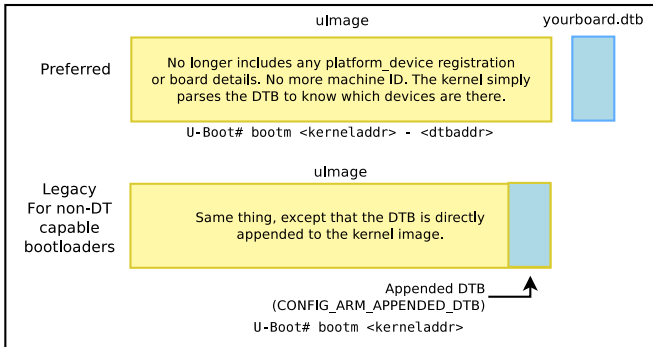 uImage
yourboard.dtb
Preferred
No longer includes any platform_device registration
or board details. No more machine ID. The kernel simply
parses the DTB to know which devices are there.
U-Boot# bootm <kerneladdr> - <dtbaddr>
uImage
Legacy
For non-DT
capable
bootloaders
Same thing, except that the DTB is directly
appended to the kernel image.
Appended DTB
(CONFIG_ARM_APPENDED_DTB)
U-Boot# bootm <kerneladdr>